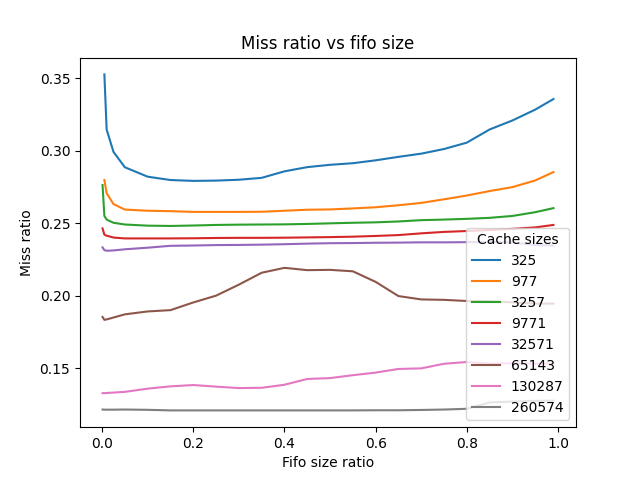 Miss ratio vs fifo size
Miss ratio
0.35
0.30
0.25
0.20
0.15
0.0 0.2 0.4 0.6 0.8 1.0
Fifo size ratio
Cache sizes
325
977
3257
9771
32571
65143
130287
260574